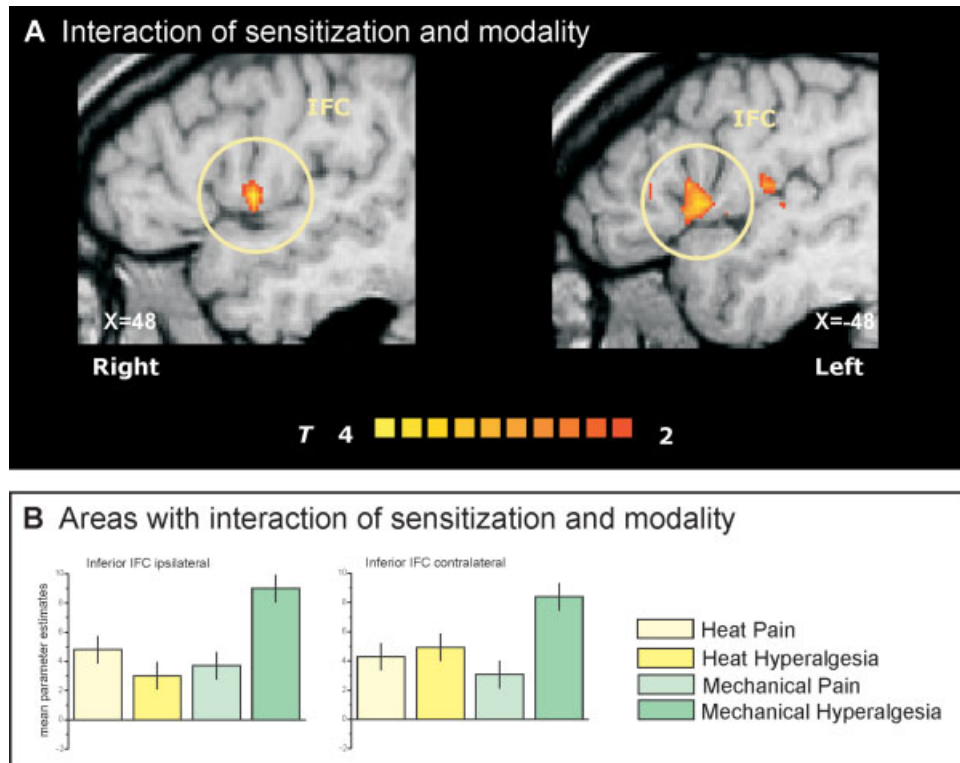 A Interaction of sensitization and modality
IFC
IFC
X=48
X=-48
Right
Left
T 4
2
B Areas with interaction of sensitization and modality
Inferior IFC ipsilateral
Inferior IFC contralateral
mean parameter estimates
10
8
6
4
2
0
-2
10
8
6
4
2
0
-2
Heat Pain
Heat Hyperalgesia
Mechanical Pain
Mechanical Hyperalgesia